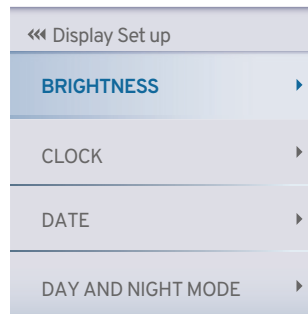 Display Set up
BRIGHTNESS
CLOCK
DATE
DAY AND NIGHT MODE